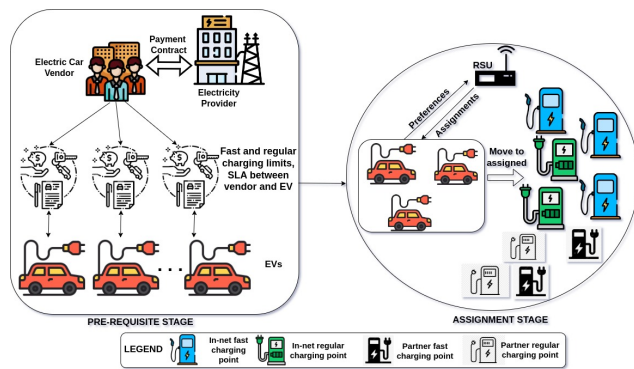 Electric Car
Vendor
Payment
Contract
Electricity
Provider
Fast and regular
charging limits,
SLA between
vendor and EV
EVs
. . .
PRE-REQUISITE STAGE
RSU
Preferences
Assignments
Move to
assigned
ASSIGNMENT STAGE
LEGEND
In-net fast
charging
point
In-net regular
charging point
Partner fast
charging point
Partner regular
charging point